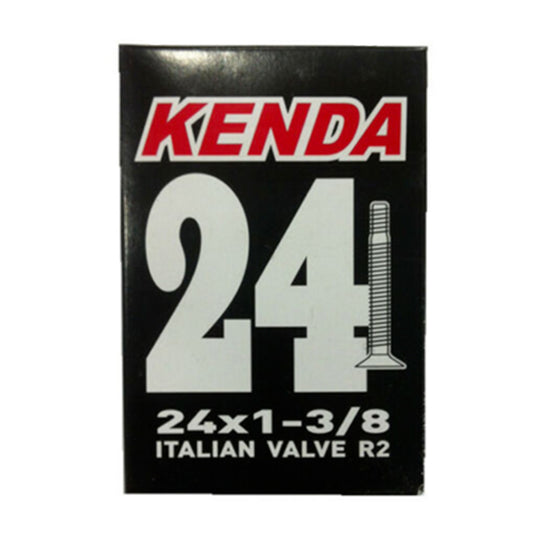 KENDA
24
24x1-3/8
ITALIAN VALVE R2